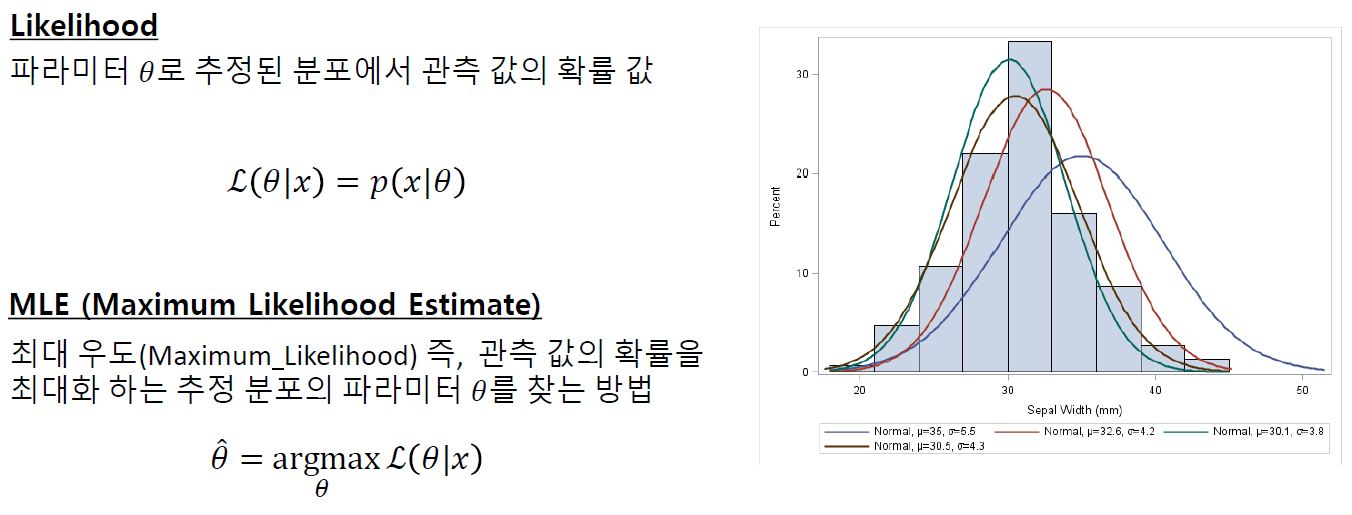 Likelihood
파라미터 θ로 추정된 분포에서 관측 값의 확률 값
ℒ(θ|x) = p(x|θ)
MLE (Maximum Likelihood Estimate)
최대 우도(Maximum_Likelihood) 즉, 관측 값의 확률을
최대화 하는 추정 분포의 파라미터 θ를 찾는 방법
θ̂ = argmax ℒ(θ|x)
θ
Percent
30
20
10
0
20 30 40 50
Sepal Width (mm)
Normal, μ=35, σ=5.5 Normal, μ=32.6, σ=4.2 Normal, μ=30.1, σ=3.8
Normal, μ=30.5, σ=4.3